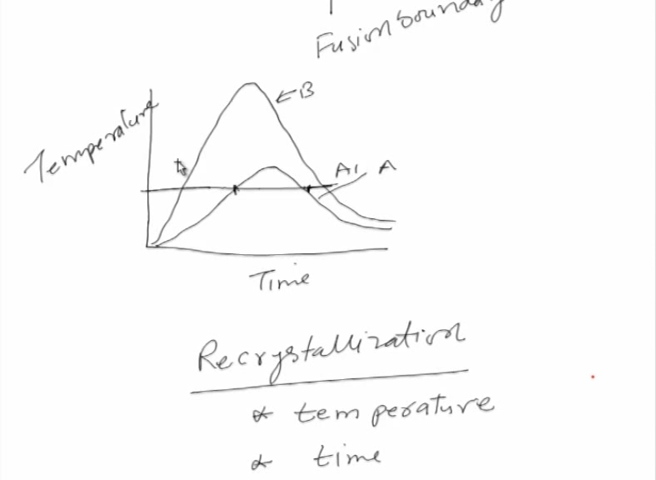 Fusion boundary
B
Temperature
A1 A
Time
Recrystallization
* temperature
* time